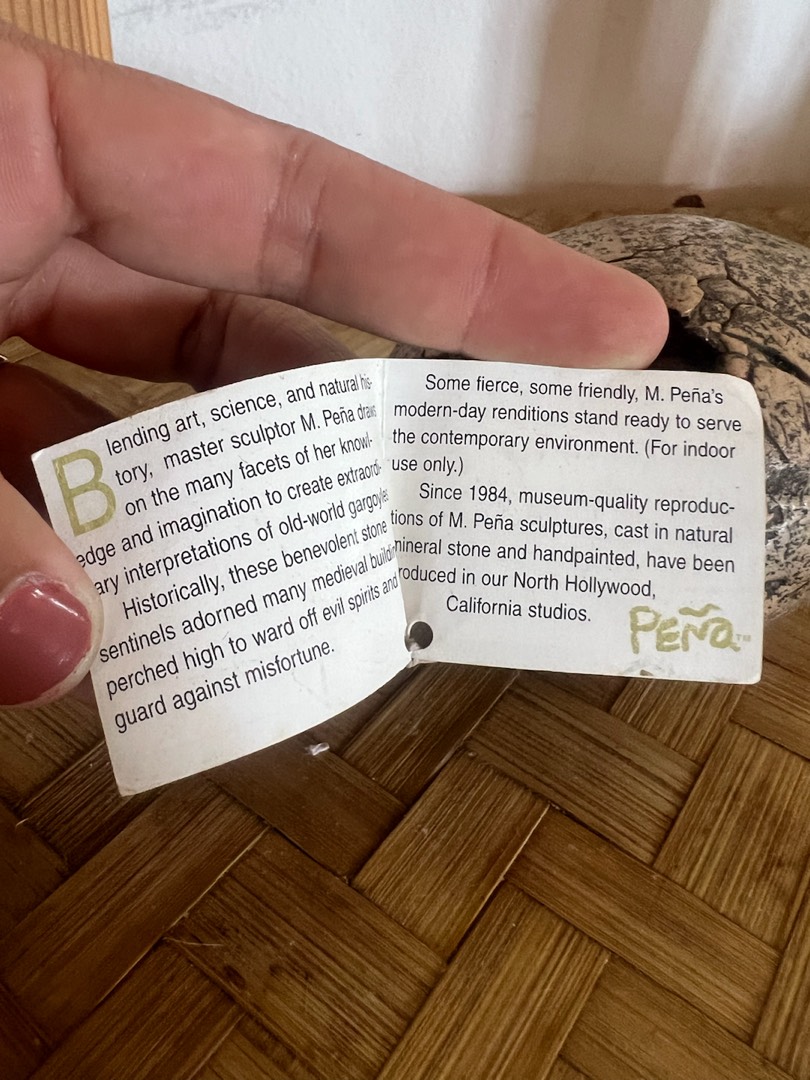 Blending art, science, and natural his-
tory, master sculptor M. Peña draws
on the many facets of her knowl-
edge and imagination to create extraordi-
ary interpretations of old-world gargoyles
Historically, these benevolent stone
sentinels adorned many medieval buildin
perched high to ward off evil spirits and
guard against misfortune.
Some fierce, some friendly, M. Peña's
modern-day renditions stand ready to serve
the contemporary environment. (For indoor
use only.)
Since 1984, museum-quality reproduc-
tions of M. Peña sculptures, cast in natural
mineral stone and handpainted, have been
roduced in our North Hollywood,
California studios.
PEÑa™